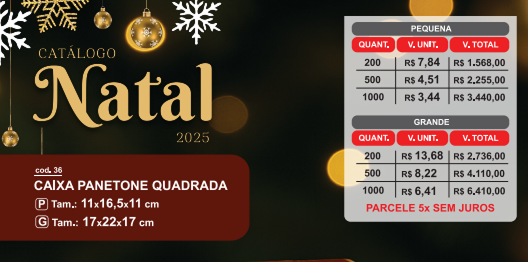 CATÁLOGO
Natal
2025
cod. 36
CAIXA PANETONE QUADRADA
P Tam.: 11x16,5x11 cm
G Tam.: 17x22x17 cm
PEQUENA
QUANT. V. UNIT. V. TOTAL
200 R$ 7,84 R$ 1.568,00
500 R$ 4,51 R$ 2.255,00
1000 R$ 3,44 R$ 3.440,00
GRANDE
QUANT. V. UNIT. V. TOTAL
200 R$ 13,68 R$ 2.736,00
500 R$ 8,22 R$ 4.110,00
1000 R$ 6,41 R$ 6.410,00
PARCELE 5x SEM JUROS